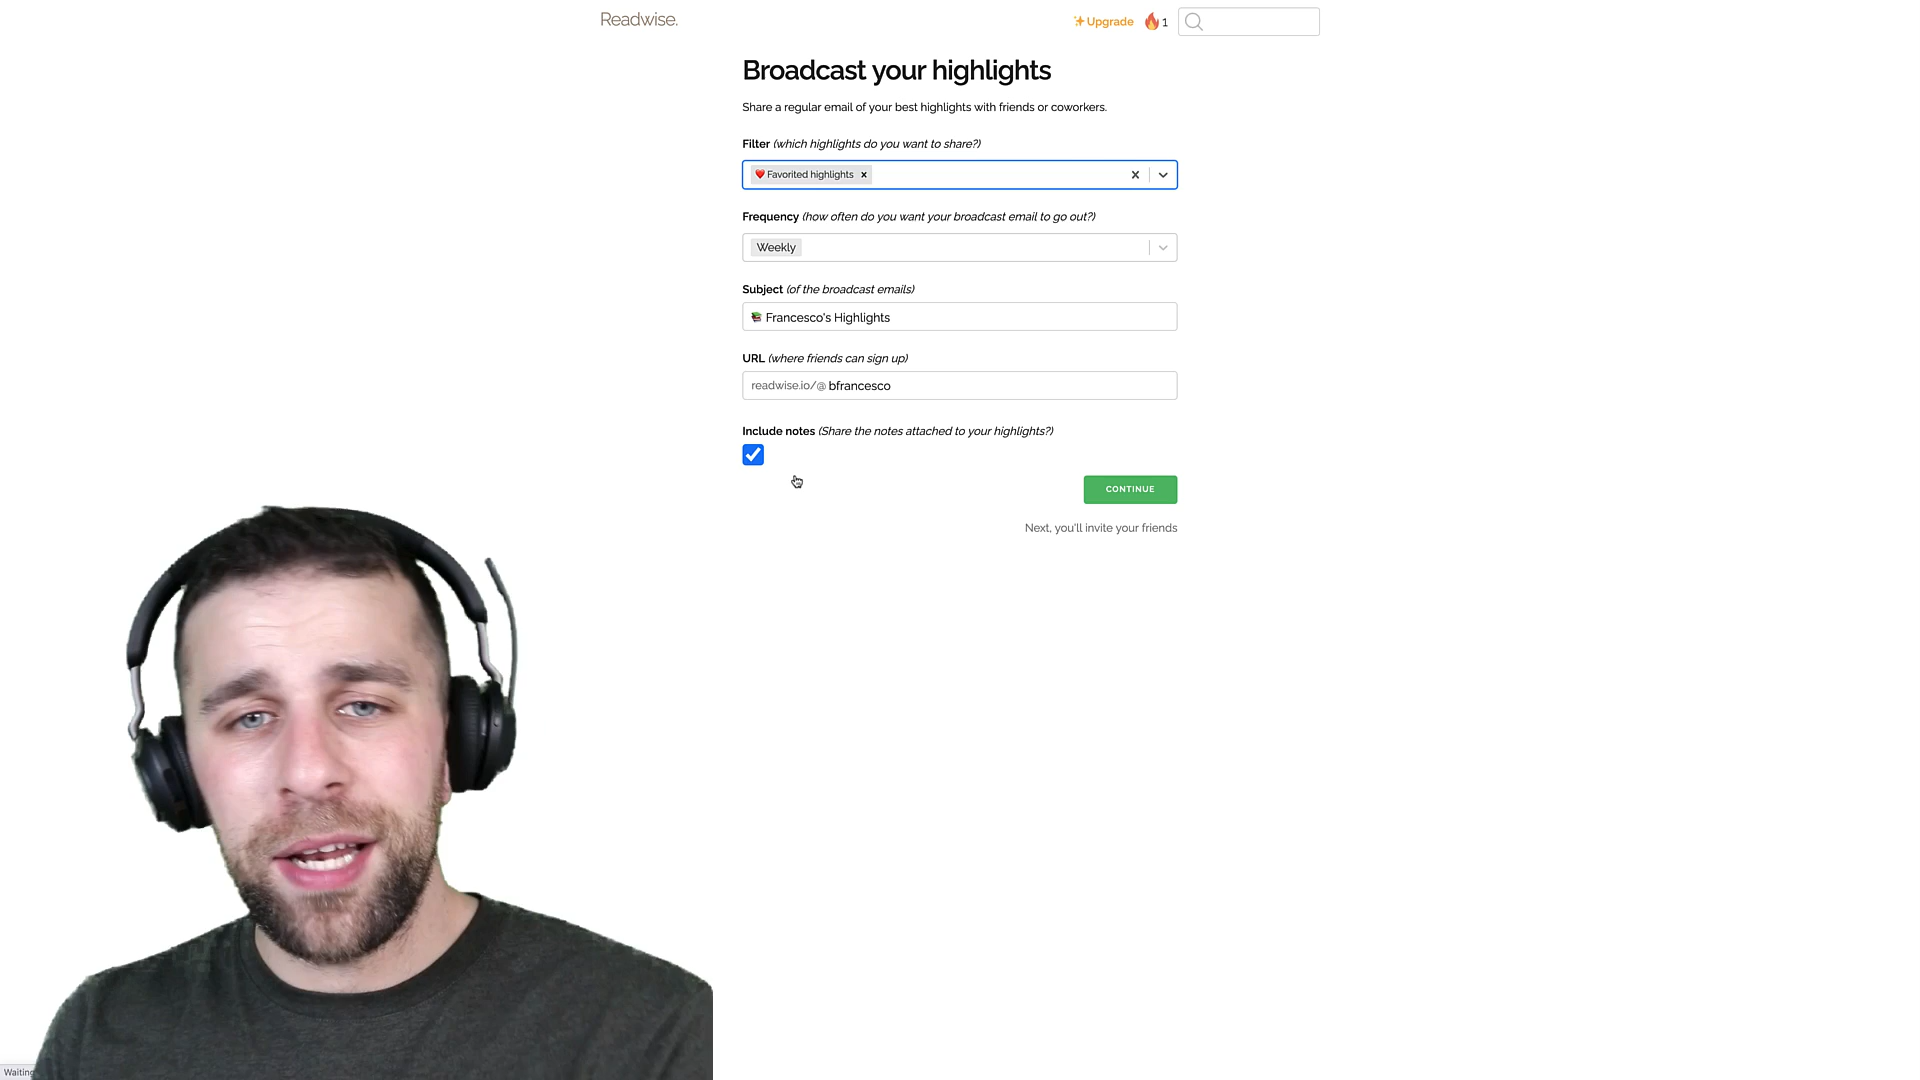 Readwise.
Upgrade
1
Broadcast your highlights
Share a regular email of your best highlights with friends or coworkers.
Filter (which highlights do you want to share?)
Favorited highlights
Frequency (how often do you want your broadcast email to go out?)
Weekly
Subject (of the broadcast emails)
Francesco's Highlights
URL (where friends can sign up)
readwise.io/@ bfrancesco
Include notes (Share the notes attached to your highlights?)
CONTINUE
Next, you'll invite your friends
Waiting